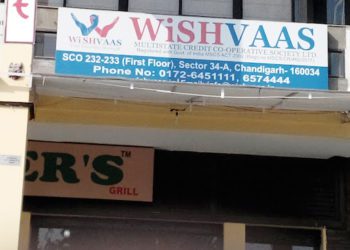 WiSHVAAS
WiSHVAAS
MULTISTATE CREDIT CO-OPERATIVE SOCIETY LTD.
SCO 232-233 (First Floor), Sector 34-A, Chandigarh- 160034
Phone No: 0172-6451111, 6574444
ER'S™
GRILL